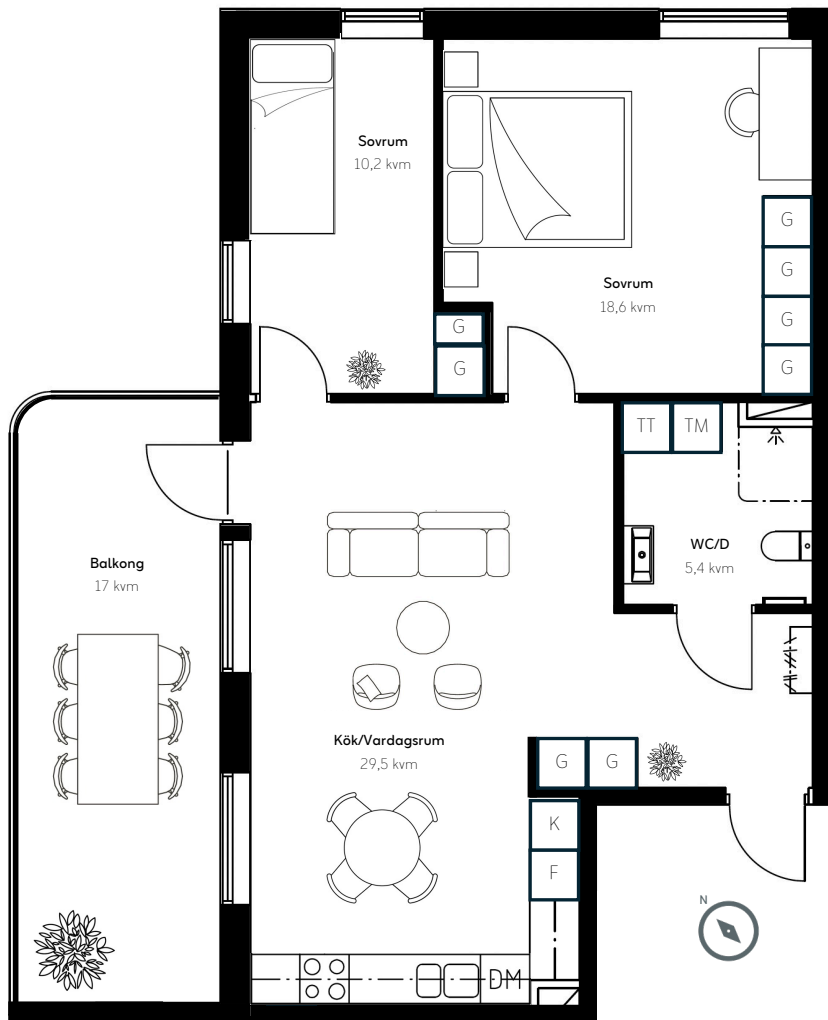 Sovrum
10,2 kvm
Sovrum
18,6 kvm
G
G
G
G
G
G
TT TM
WC/D
5,4 kvm
Balkong
17 kvm
Kök/Vardagsrum
29,5 kvm
G G
K
F
N
DM